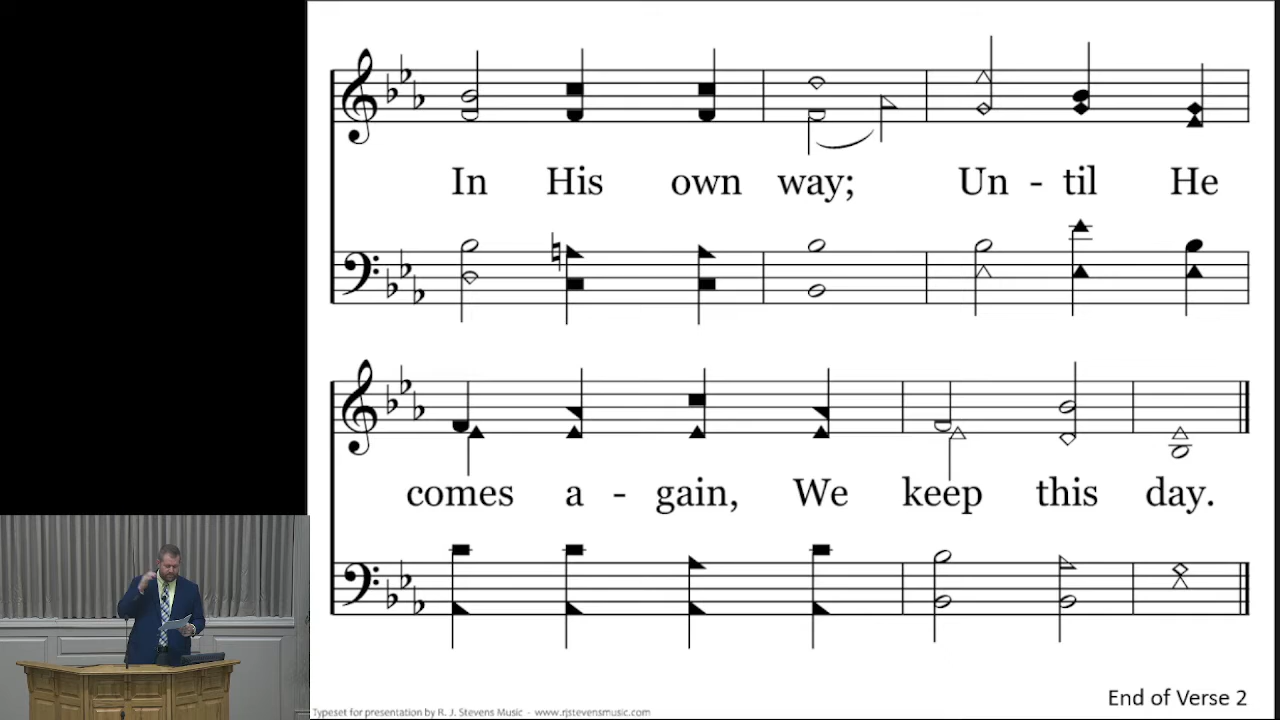 In His own way; Un - til He
comes a - gain, We keep this day.
End of Verse 2
Typeset for presentation by R. J. Stevens Music - www.rjstevensmusic.com